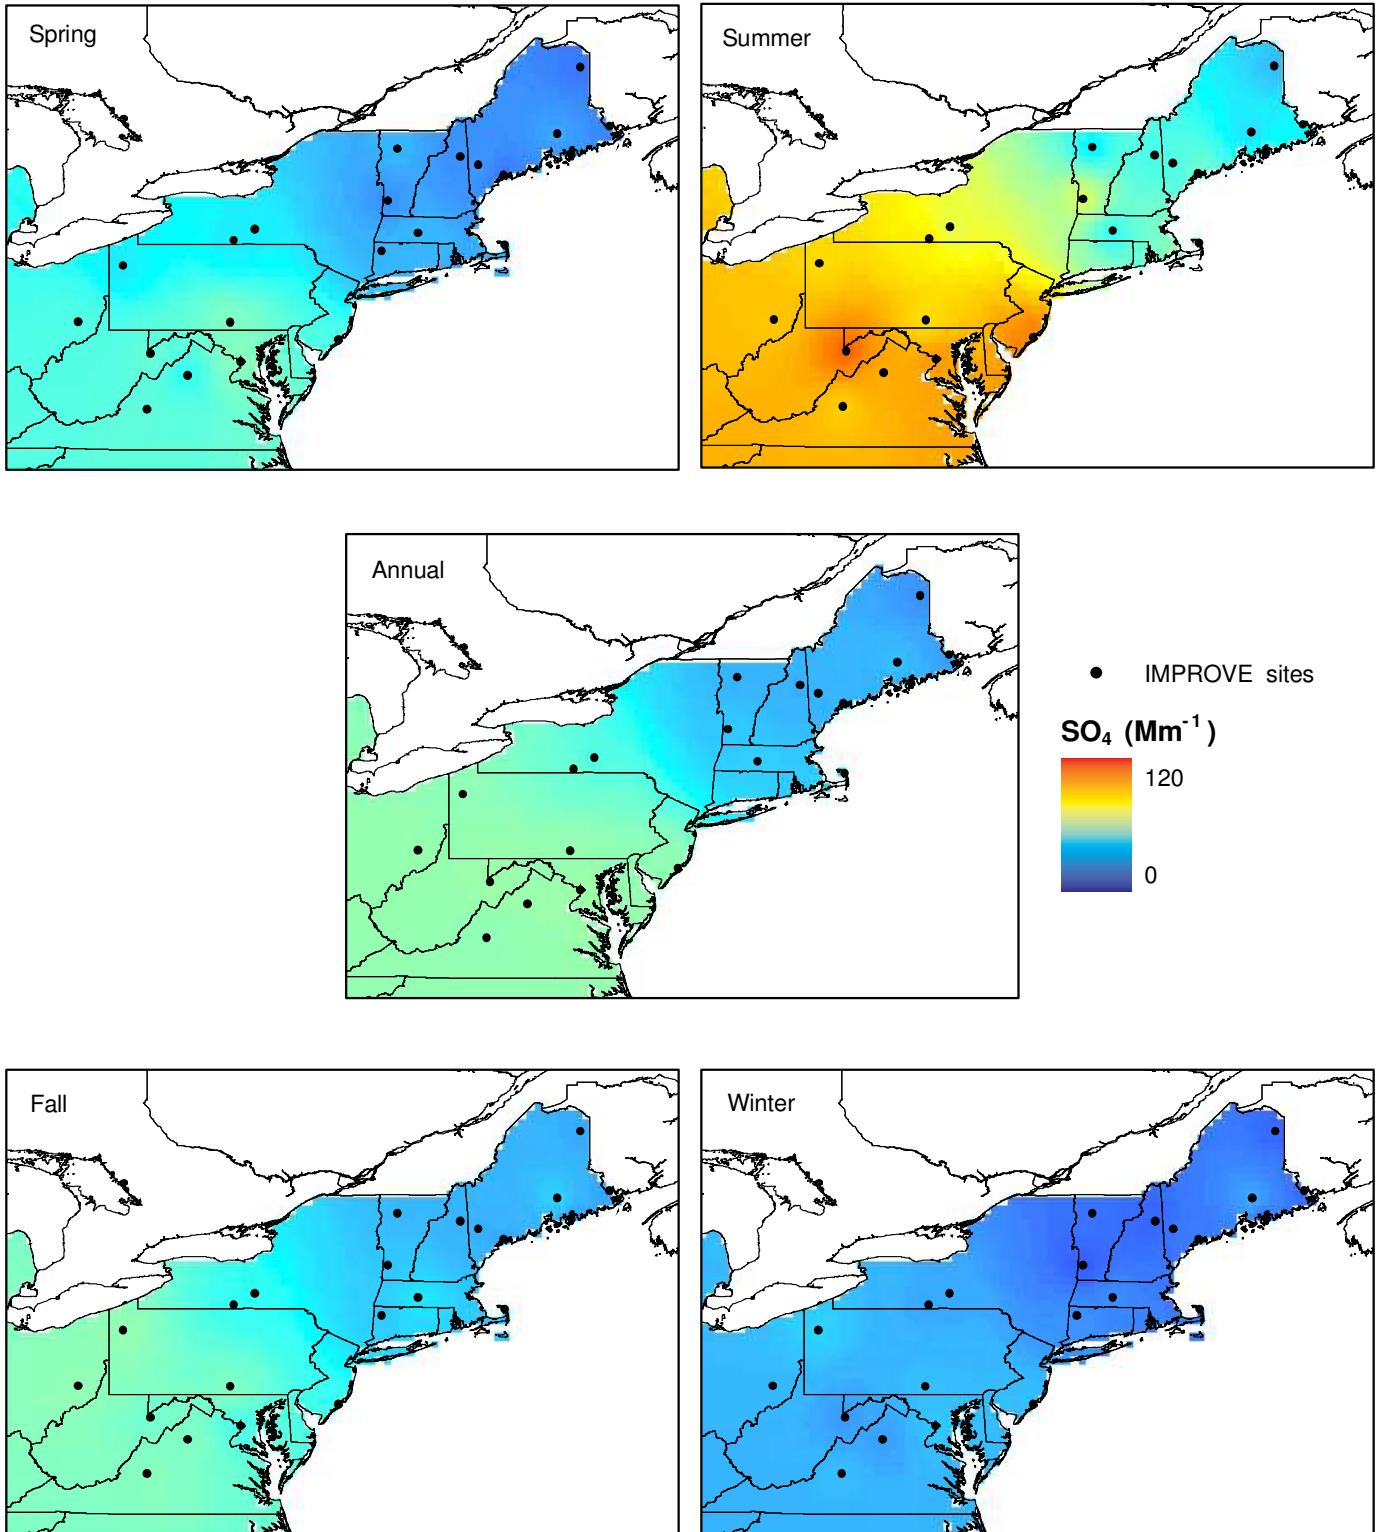 Spring
Summer
Annual
IMPROVE sites
SO₄ (Mm⁻¹)
120
0
Fall
Winter